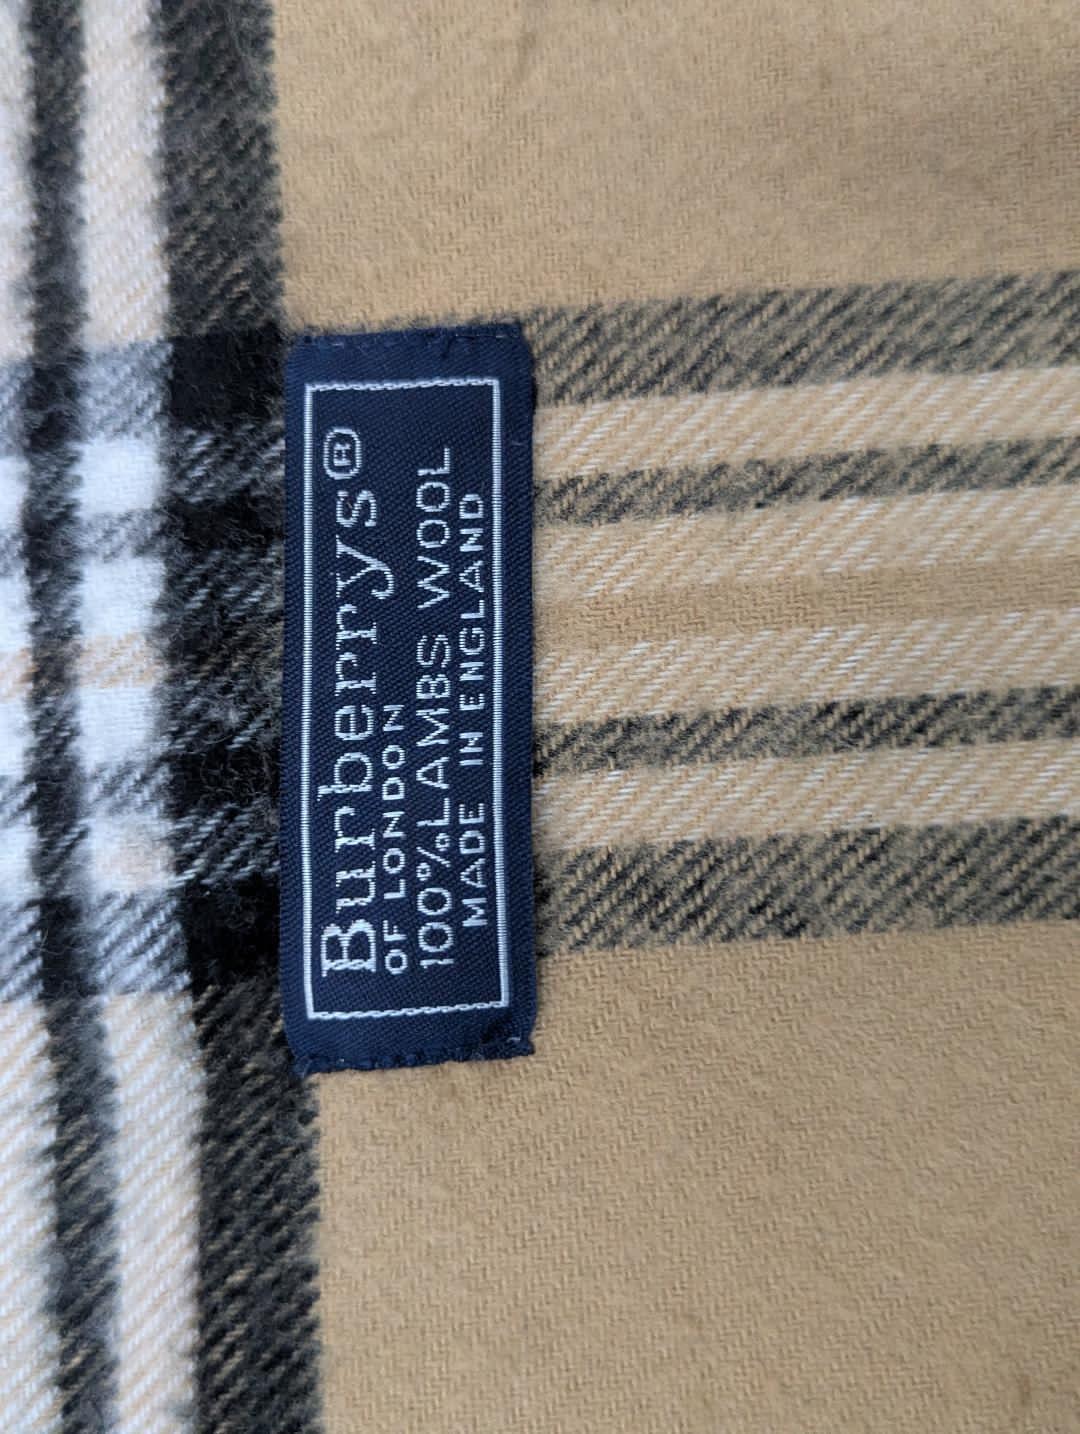 Burberrys®
OF LONDON
100%LAMBS WOOL
MADE IN ENGLAND